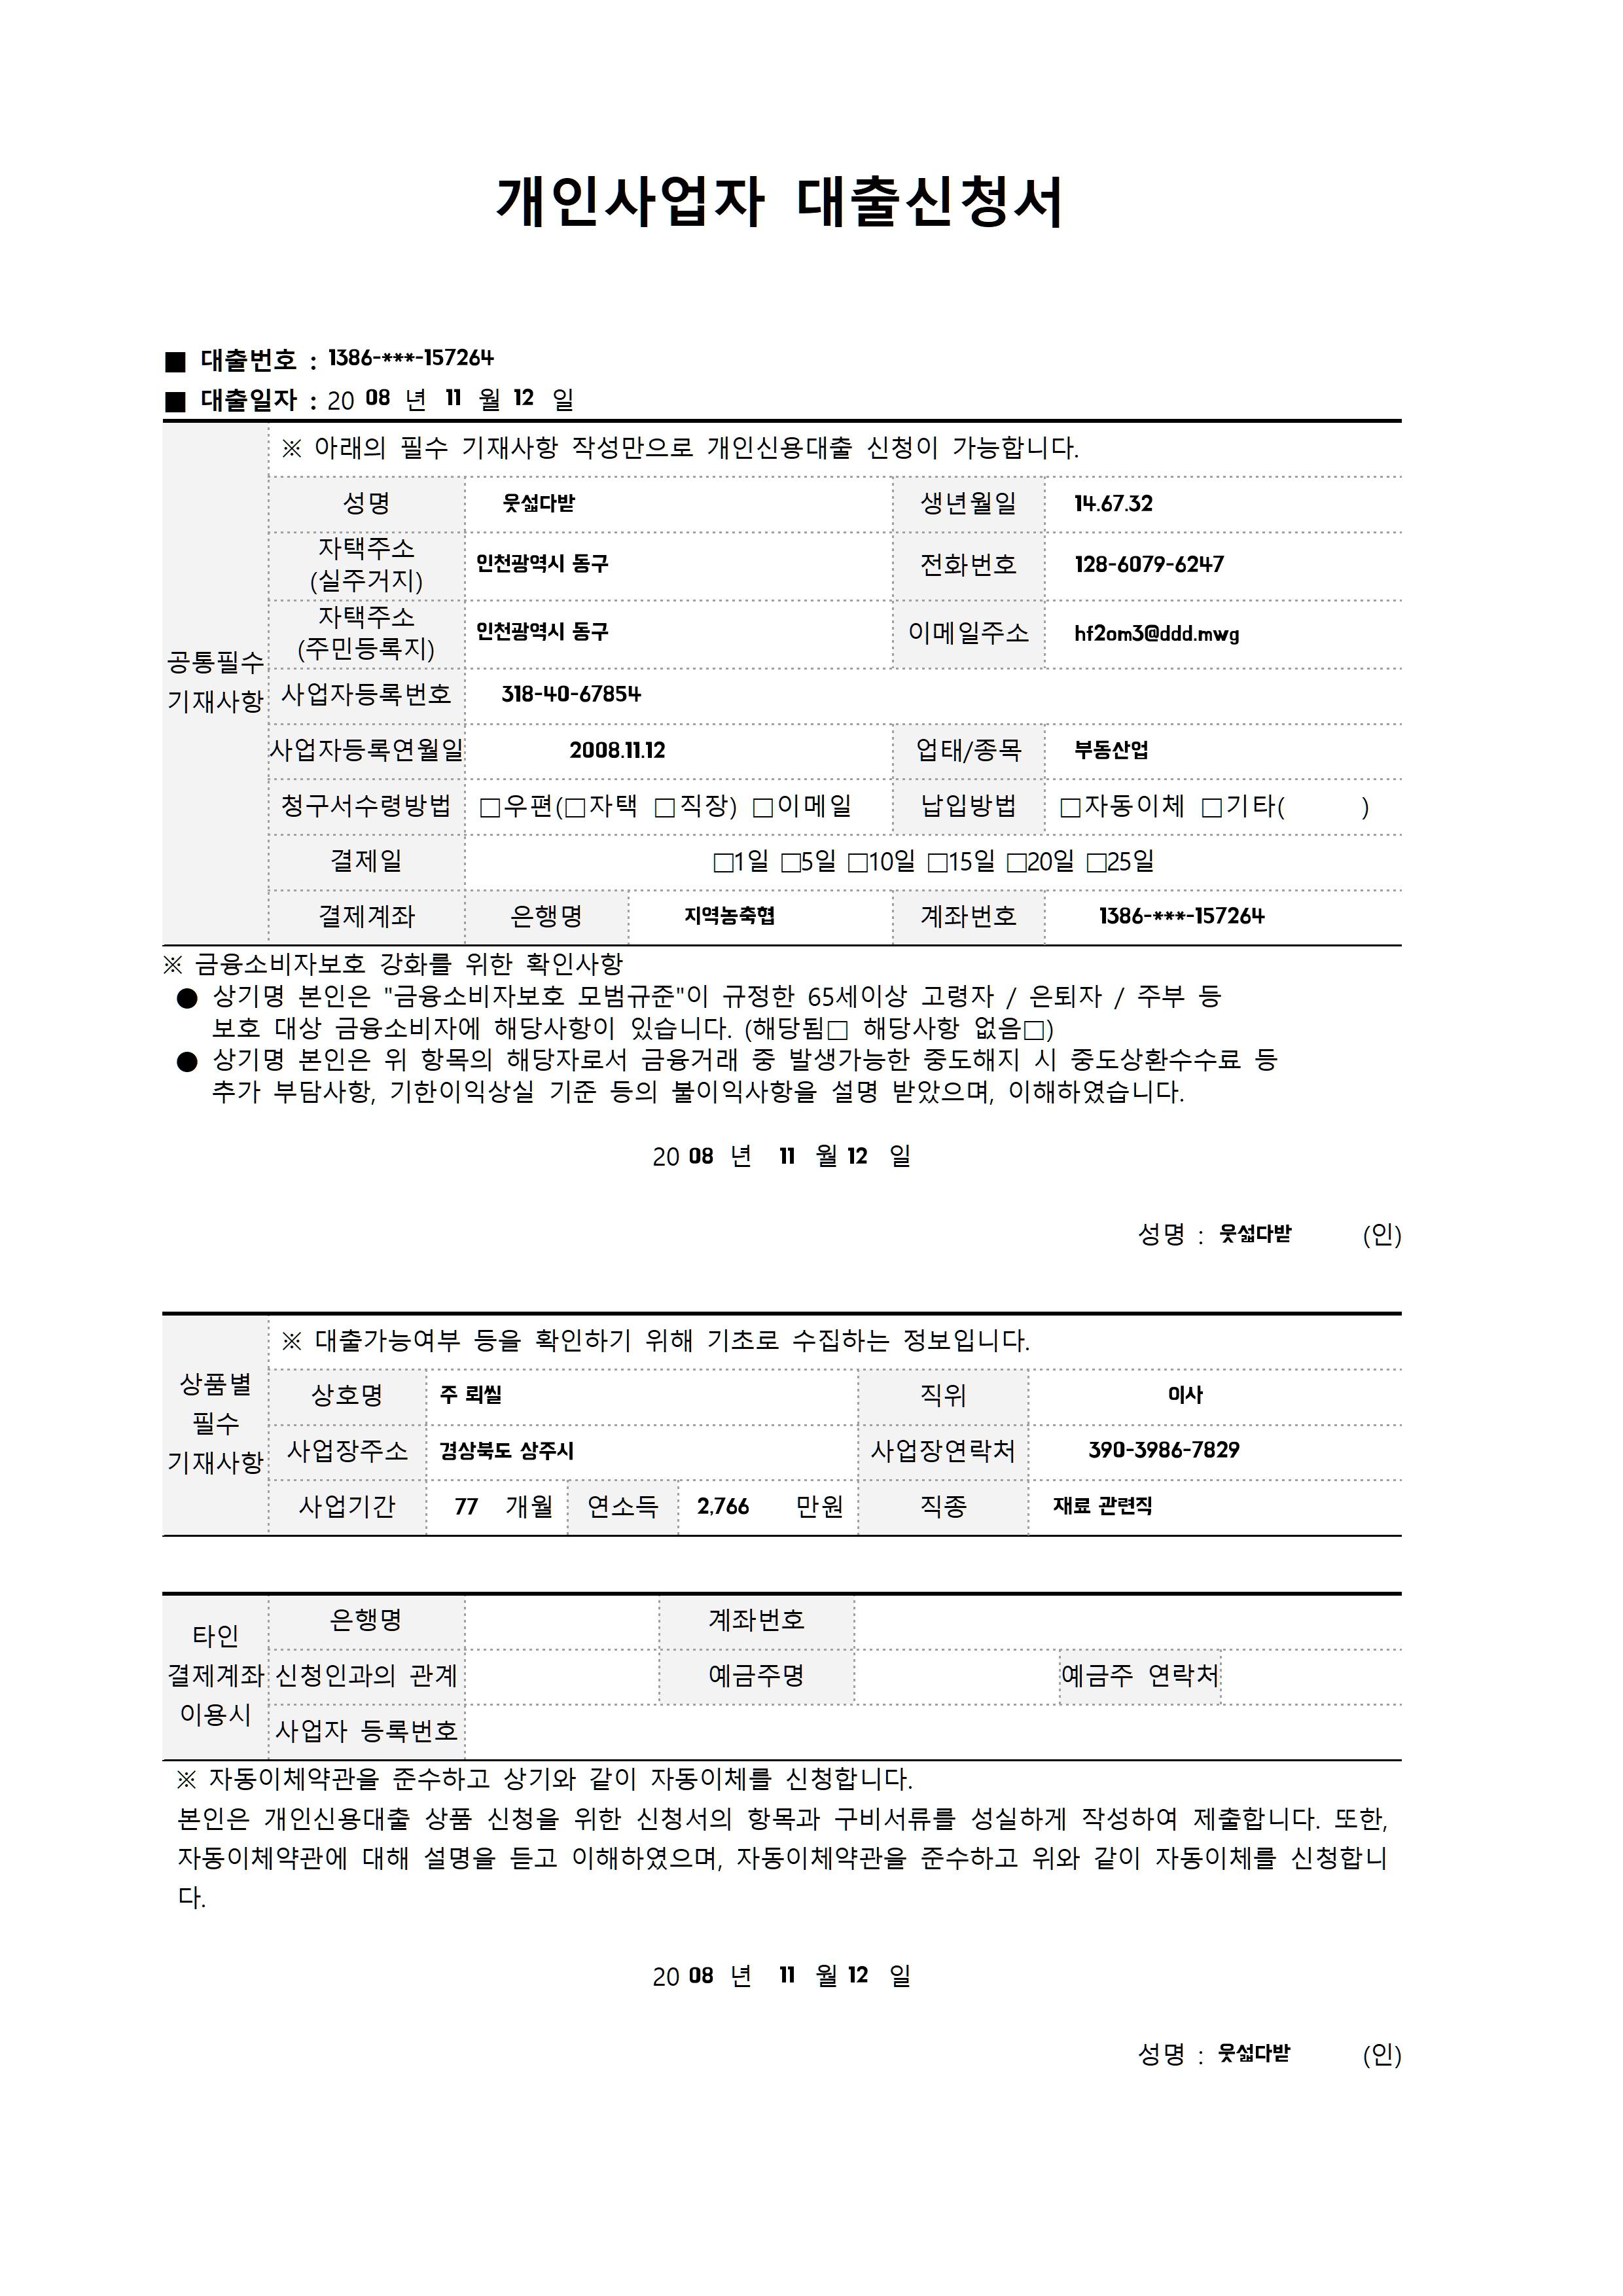 개인사업자 대출신청서
■ 대출번호 : 1386-***-157264
■ 대출일자 : 20 08 년 11 월 12 일
※ 아래의 필수 기재사항 작성만으로 개인신용대출 신청이 가능합니다.
공통필수
기재사항
성명 웃섧다받 생년월일 14.67.32
자택주소
(실주거지) 인천광역시 동구 전화번호 128-6079-6247
자택주소
(주민등록지) 인천광역시 동구 이메일주소 hf2om3@ddd.mwg
사업자등록번호 318-40-67854
사업자등록연월일 2008.11.12 업태/종목 부동산업
청구서수령방법 □우편(□자택 □직장) □이메일 납입방법 □자동이체 □기타( )
결제일 □1일 □5일 □10일 □15일 □20일 □25일
결제계좌 은행명 지역농축협 계좌번호 1386-***-157264
※ 금융소비자보호 강화를 위한 확인사항
● 상기명 본인은 "금융소비자보호 모범규준"이 규정한 65세이상 고령자 / 은퇴자 / 주부 등
보호 대상 금융소비자에 해당사항이 있습니다. (해당됨□ 해당사항 없음□)
● 상기명 본인은 위 항목의 해당자로서 금융거래 중 발생가능한 중도해지 시 중도상환수수료 등
추가 부담사항, 기한이익상실 기준 등의 불이익사항을 설명 받았으며, 이해하였습니다.
20 08 년 11 월 12 일
성명 : 웃섧다받 (인)
※ 대출가능여부 등을 확인하기 위해 기초로 수집하는 정보입니다.
상품별
필수
기재사항
상호명 주 뢰씰 직위 이사
사업장주소 경상북도 상주시 사업장연락처 390-3986-7829
사업기간 77 개월 연소득 2,766 만원 직종 재료 관련직
타인
결제계좌
이용시
은행명 계좌번호
신청인과의 관계 예금주명 예금주 연락처
사업자 등록번호
※ 자동이체약관을 준수하고 상기와 같이 자동이체를 신청합니다.
본인은 개인신용대출 상품 신청을 위한 신청서의 항목과 구비서류를 성실하게 작성하여 제출합니다. 또한,
자동이체약관에 대해 설명을 듣고 이해하였으며, 자동이체약관을 준수하고 위와 같이 자동이체를 신청합니
다.
20 08 년 11 월 12 일
성명 : 웃섧다받 (인)